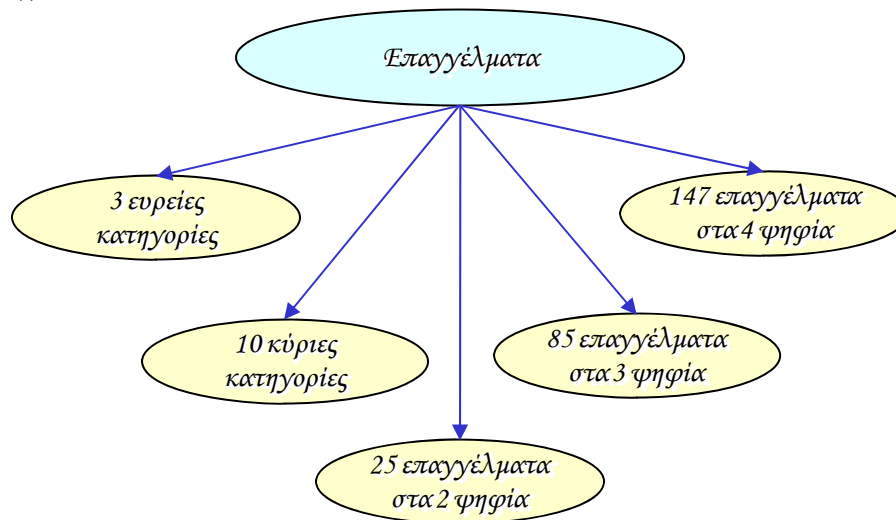 Επαγγέλματα
3 ευρείες
κατηγορίες
147 επαγγέλματα
στα 4 ψηφία
10 κύριες
κατηγορίες
85 επαγγέλματα
στα 3 ψηφία
25 επαγγέλματα
στα 2 ψηφία